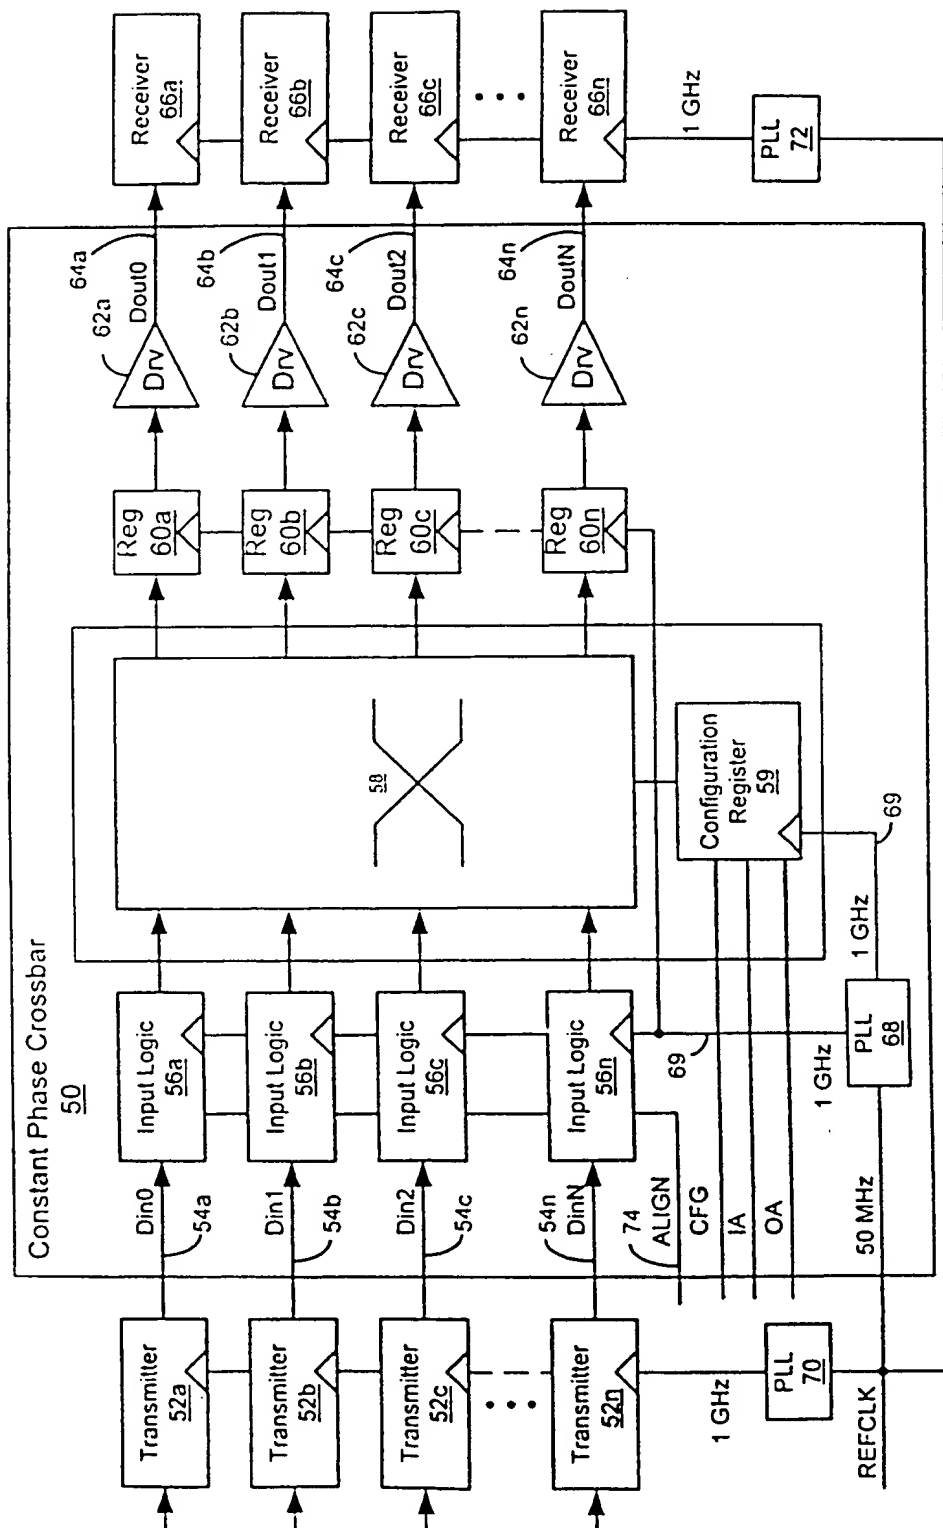 Constant Phase Crossbar
50
Transmitter
52a
Din0
54a
Input Logic
56a
Reg
60a
Drv
62a
Dout0
64a
Receiver
66a
Transmitter
52b
Din1
54b
Input Logic
56b
Reg
60b
Drv
62b
Dout1
64b
Receiver
66b
Transmitter
52c
Din2
54c
Input Logic
56c
58
Reg
60c
Drv
62c
Dout2
64c
Receiver
66c
Transmitter
52n
54n
DinN
Input Logic
56n
Reg
60n
Drv
62n
DoutN
64n
Receiver
66n
74
ALIGN
CFG
IA
OA
69
Configuration
Register
59
69
1 GHz
PLL
70
1 GHz
PLL
68
1 GHz
1 GHz
PLL
72
REFCLK
50 MHz